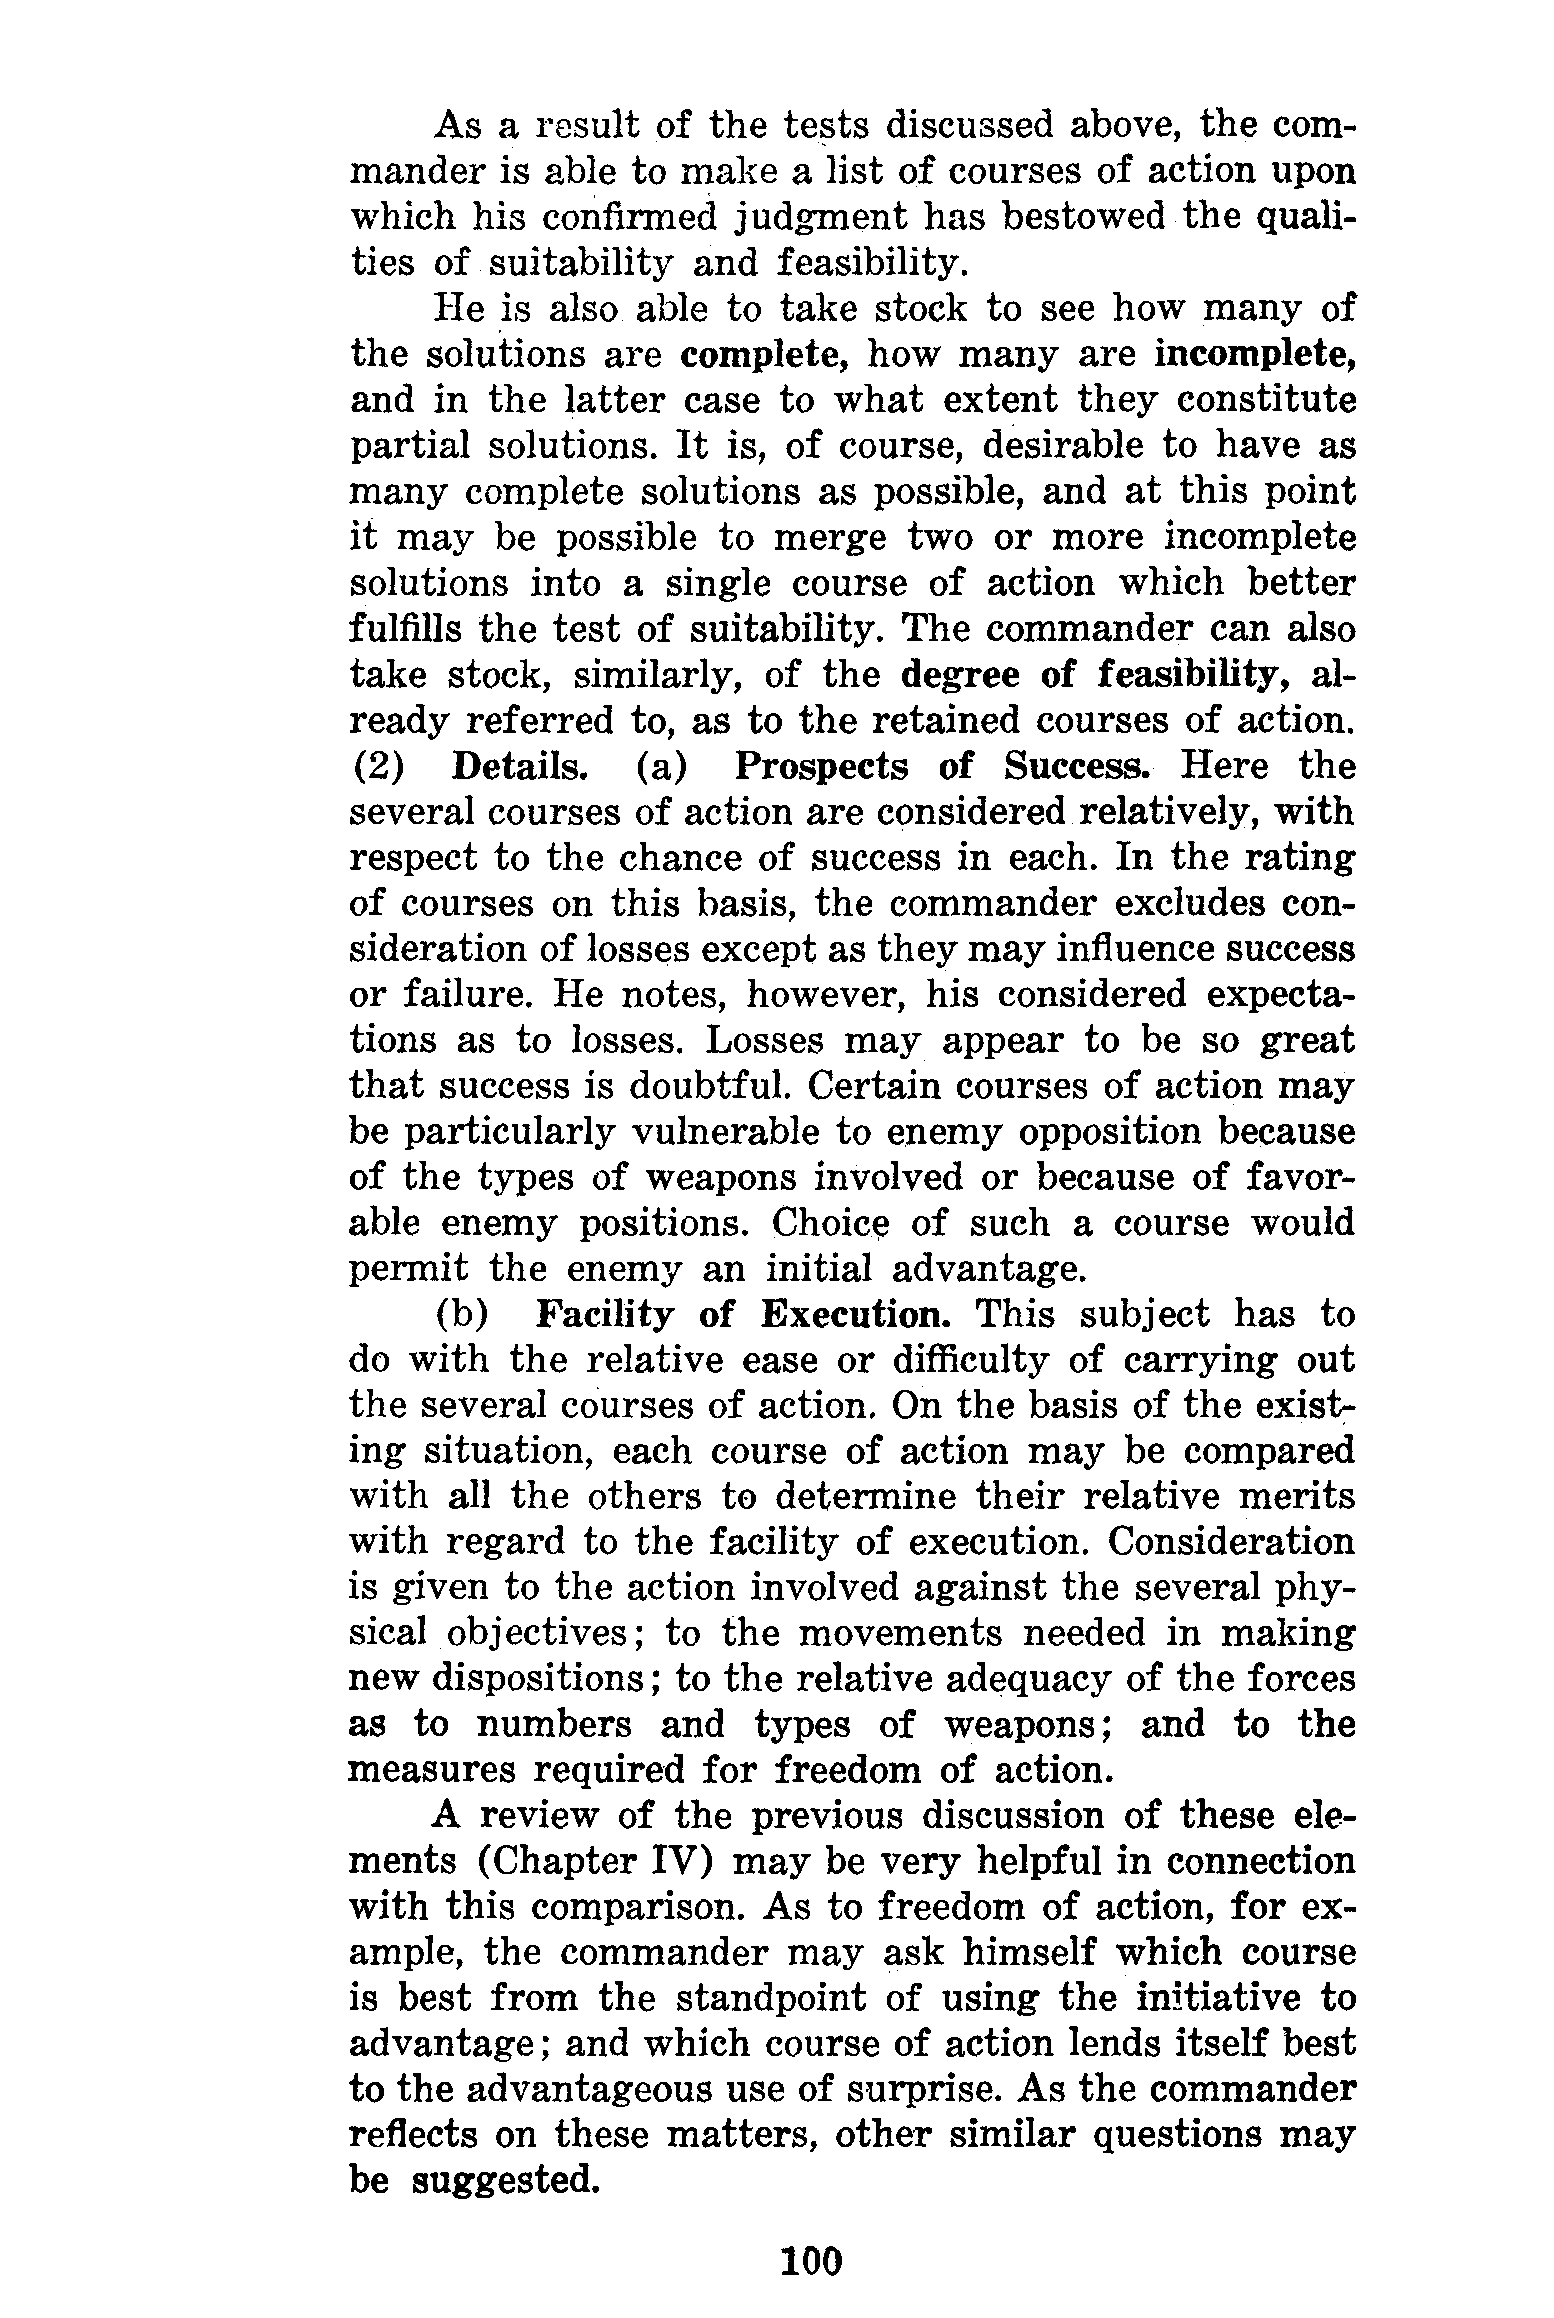 As a result of the tests discussed above, the com-
mander is able to make a list of courses of action upon
which his confirmed judgment has bestowed the quali-
ties of suitability and feasibility.
He is also able to take stock to see how many of
the solutions are complete, how many are incomplete,
and in the latter case to what extent they constitute
partial solutions. It is, of course, desirable to have as
many complete solutions as possible, and at this point
it may be possible to merge two or more incomplete
solutions into a single course of action which better
fulfills the test of suitability. The commander can also
take stock, similarly, of the degree of feasibility, al-
ready referred to, as to the retained courses of action.
(2) Details. (a) Prospects of Success. Here the
several courses of action are considered relatively, with
respect to the chance of success in each. In the rating
of courses on this basis, the commander excludes con-
sideration of losses except as they may influence success
or failure. He notes, however, his considered expecta-
tions as to losses. Losses may appear to be so great
that success is doubtful. Certain courses of action may
be particularly vulnerable to enemy opposition because
of the types of weapons involved or because of favor-
able enemy positions. Choice of such a course would
permit the enemy an initial advantage.
(b) Facility of Execution. This subject has to
do with the relative ease or difficulty of carrying out
the several courses of action. On the basis of the exist-
ing situation, each course of action may be compared
with all the others to determine their relative merits
with regard to the facility of execution. Consideration
is given to the action involved against the several phy-
sical objectives; to the movements needed in making
new dispositions; to the relative adequacy of the forces
as to numbers and types of weapons; and to the
measures required for freedom of action.
A review of the previous discussion of these ele-
ments (Chapter IV) may be very helpful in connection
with this comparison. As to freedom of action, for ex-
ample, the commander may ask himself which course
is best from the standpoint of using the initiative to
advantage; and which course of action lends itself best
to the advantageous use of surprise. As the commander
reflects on these matters, other similar questions may
be suggested.
100